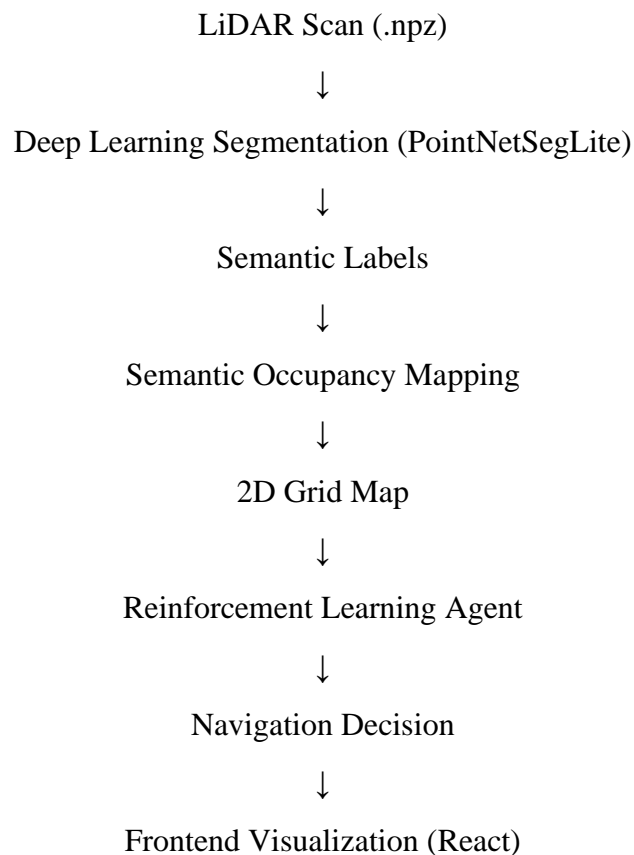 LiDAR Scan (.npz)
↓
Deep Learning Segmentation (PointNetSegLite)
↓
Semantic Labels
↓
Semantic Occupancy Mapping
↓
2D Grid Map
↓
Reinforcement Learning Agent
↓
Navigation Decision
↓
Frontend Visualization (React)